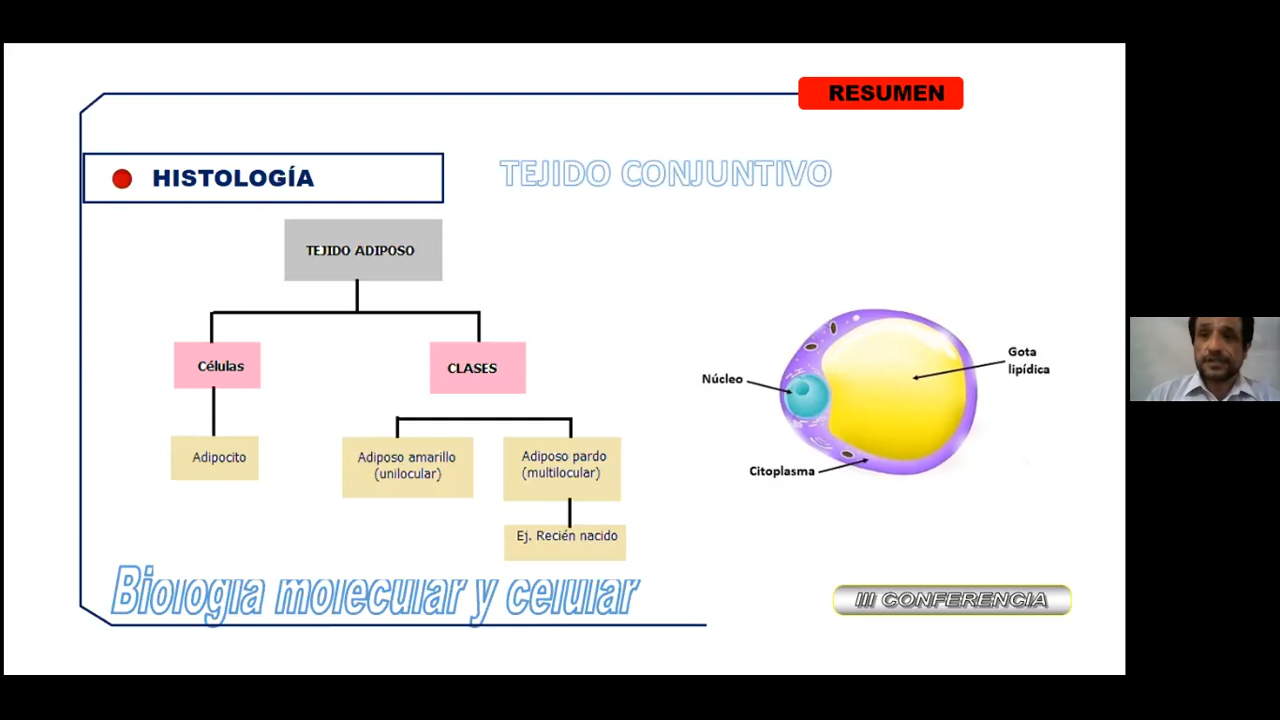 RESUMEN
HISTOLOGÍA
TEJIDO CONJUNTIVO
TEJIDO ADIPOSO
Células
CLASES
Adipocito
Adiposo amarillo
(unilocular)
Adiposo pardo
(multilocular)
Ej. Recién nacido
Núcleo
Gota
lipídica
Citoplasma
Biología molecular y celular
III CONFERENCIA